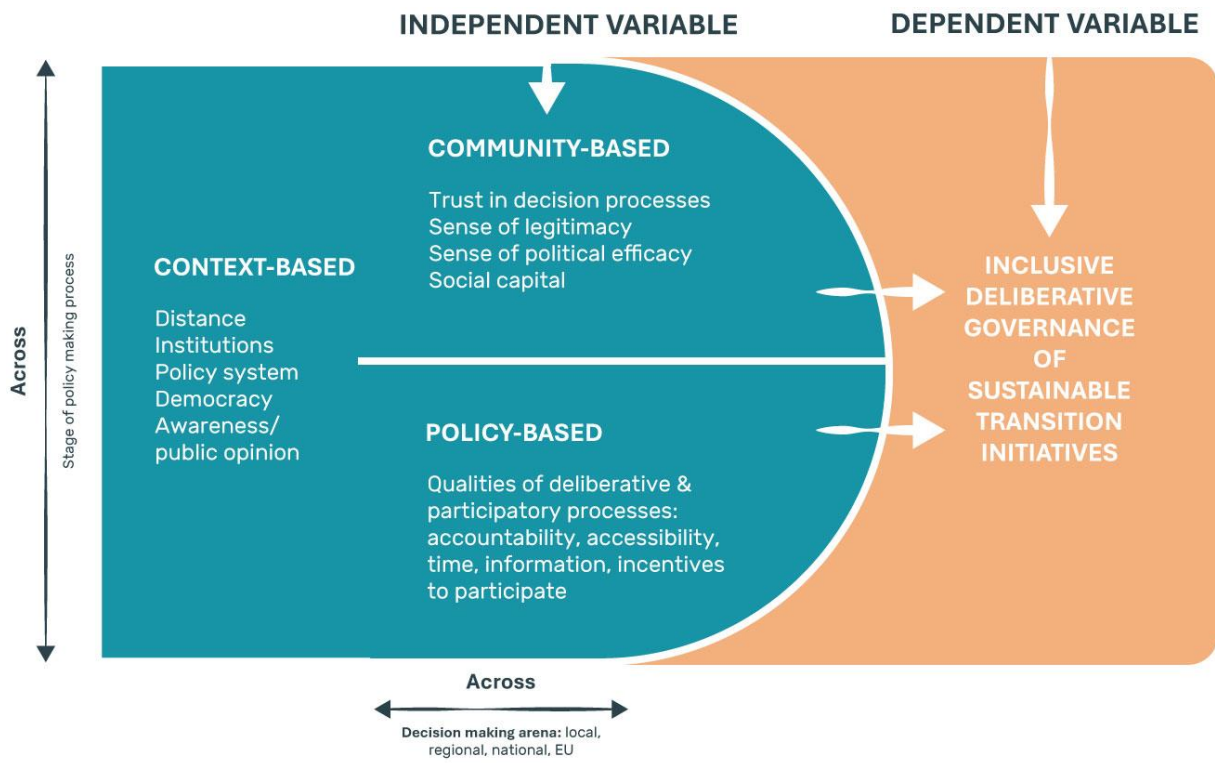 INDEPENDENT VARIABLE
DEPENDENT VARIABLE
Across
Stage of policy making process
CONTEXT-BASED
Distance
Institutions
Policy system
Democracy
Awareness/
public opinion
COMMUNITY-BASED
Trust in decision processes
Sense of legitimacy
Sense of political efficacy
Social capital
POLICY-BASED
Qualities of deliberative &
participatory processes:
accountability, accessibility,
time, information, incentives
to participate
INCLUSIVE
DELIBERATIVE
GOVERNANCE
OF
SUSTAINABLE
TRANSITION
INITIATIVES
Across
Decision making arena: local,
regional, national, EU